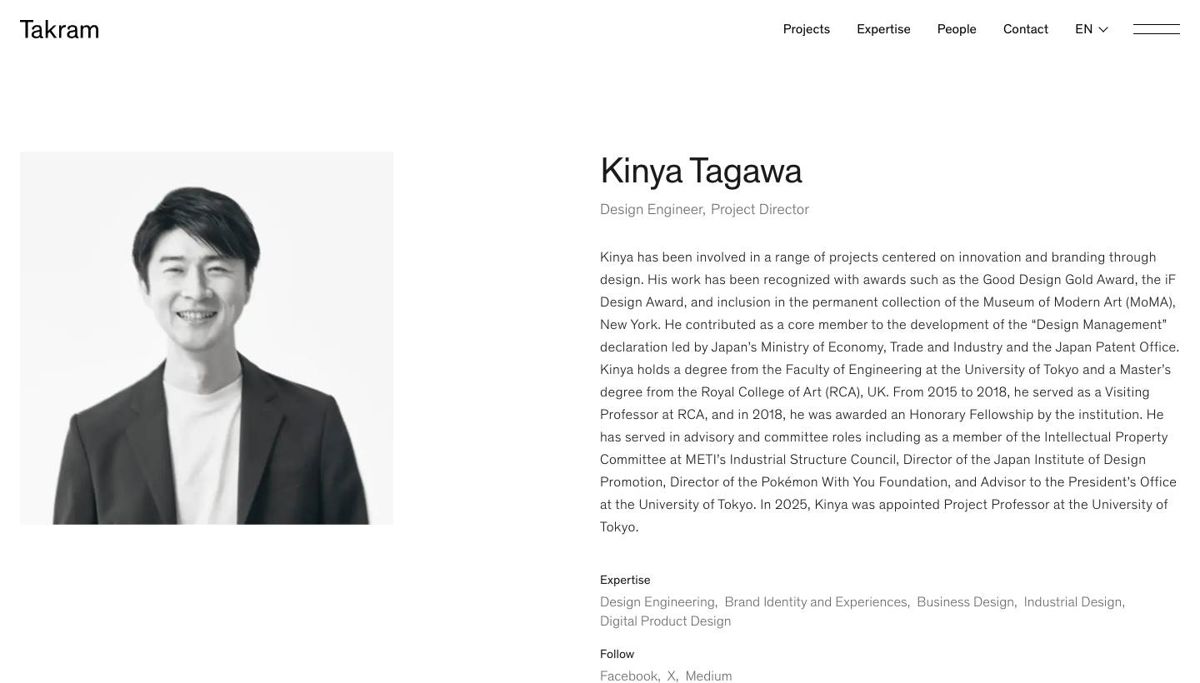 Takram
Projects Expertise People Contact EN
Kinya Tagawa
Design Engineer, Project Director
Kinya has been involved in a range of projects centered on innovation and branding through
design. His work has been recognized with awards such as the Good Design Gold Award, the iF
Design Award, and inclusion in the permanent collection of the Museum of Modern Art (MoMA),
New York. He contributed as a core member to the development of the “Design Management”
declaration led by Japan’s Ministry of Economy, Trade and Industry and the Japan Patent Office.
Kinya holds a degree from the Faculty of Engineering at the University of Tokyo and a Master’s
degree from the Royal College of Art (RCA), UK. From 2015 to 2018, he served as a Visiting
Professor at RCA, and in 2018, he was awarded an Honorary Fellowship by the institution. He
has served in advisory and committee roles including as a member of the Intellectual Property
Committee at METI’s Industrial Structure Council, Director of the Japan Institute of Design
Promotion, Director of the Pokémon With You Foundation, and Advisor to the President’s Office
at the University of Tokyo. In 2025, Kinya was appointed Project Professor at the University of
Tokyo.
Expertise
Design Engineering, Brand Identity and Experiences, Business Design, Industrial Design,
Digital Product Design
Follow
Facebook, X, Medium